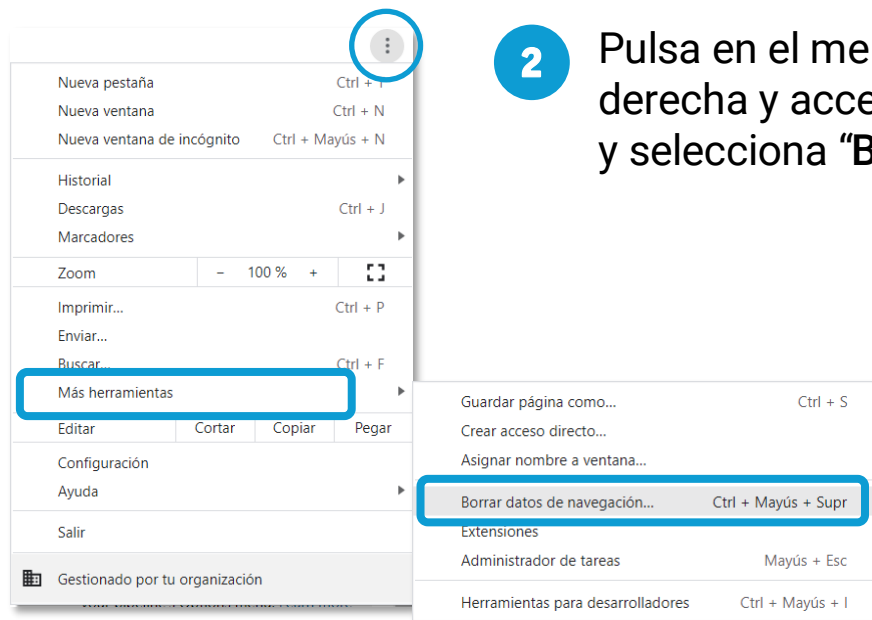 2
Pulsa en el me
derecha y acce
y selecciona “B
Nueva pestaña Ctrl + T
Nueva ventana Ctrl + N
Nueva ventana de incógnito Ctrl + Mayús + N
Historial
Descargas Ctrl + J
Marcadores
Zoom − 100 % +
Imprimir... Ctrl + P
Enviar...
Buscar... Ctrl + F
Más herramientas
Editar Cortar Copiar Pegar
Configuración
Ayuda
Salir
Gestionado por tu organización
Guardar página como... Ctrl + S
Crear acceso directo...
Asignar nombre a ventana...
Borrar datos de navegación... Ctrl + Mayús + Supr
Extensiones
Administrador de tareas Mayús + Esc
Herramientas para desarrolladores Ctrl + Mayús + I